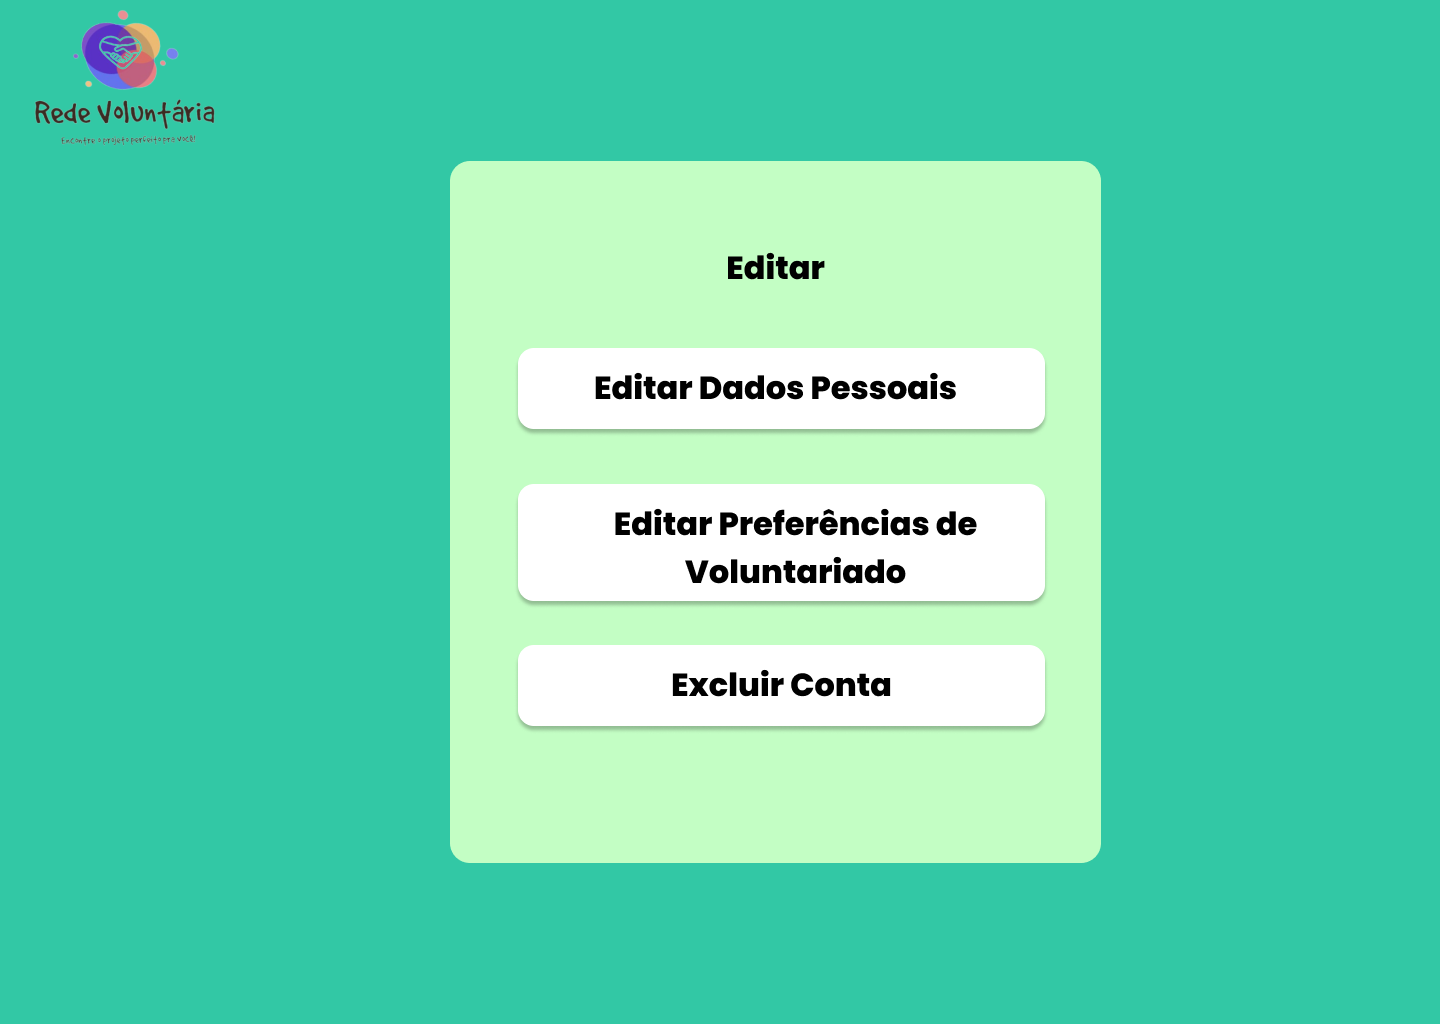 Rede Voluntária
Encontre o projeto perfeito pra você!
Editar
Editar Dados Pessoais
Editar Preferências de
Voluntariado
Excluir Conta